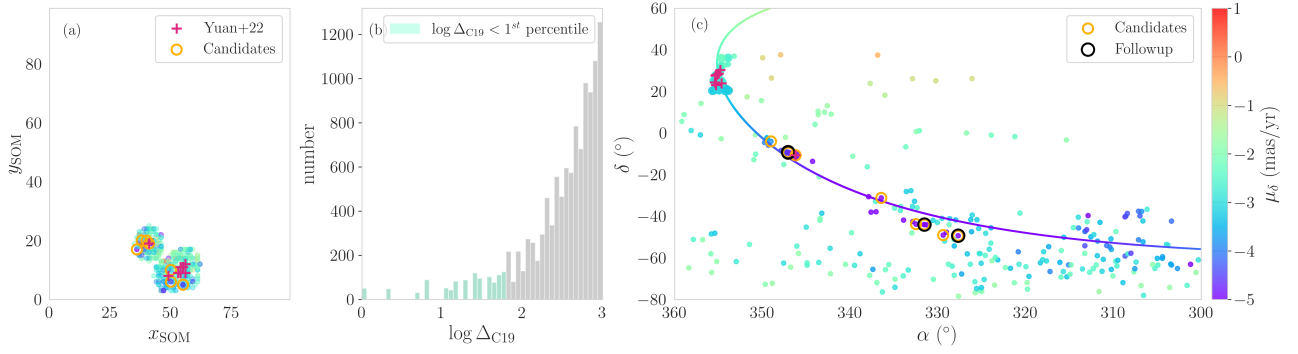 (a)
Yuan+22
Candidates
80
60
40
20
0
0 25 50 75
y_SOM
x_SOM
(b)
log Δ_C19 < 1^st percentile
1200
1000
800
600
400
200
0
0 1 2 3
number
log Δ_C19
(c)
Candidates
Followup
60
40
20
0
−20
−40
−60
−80
360 350 340 330 320 310 300
δ (°)
α (°)
1
0
−1
−2
−3
−4
−5
μ_δ (mas/yr)